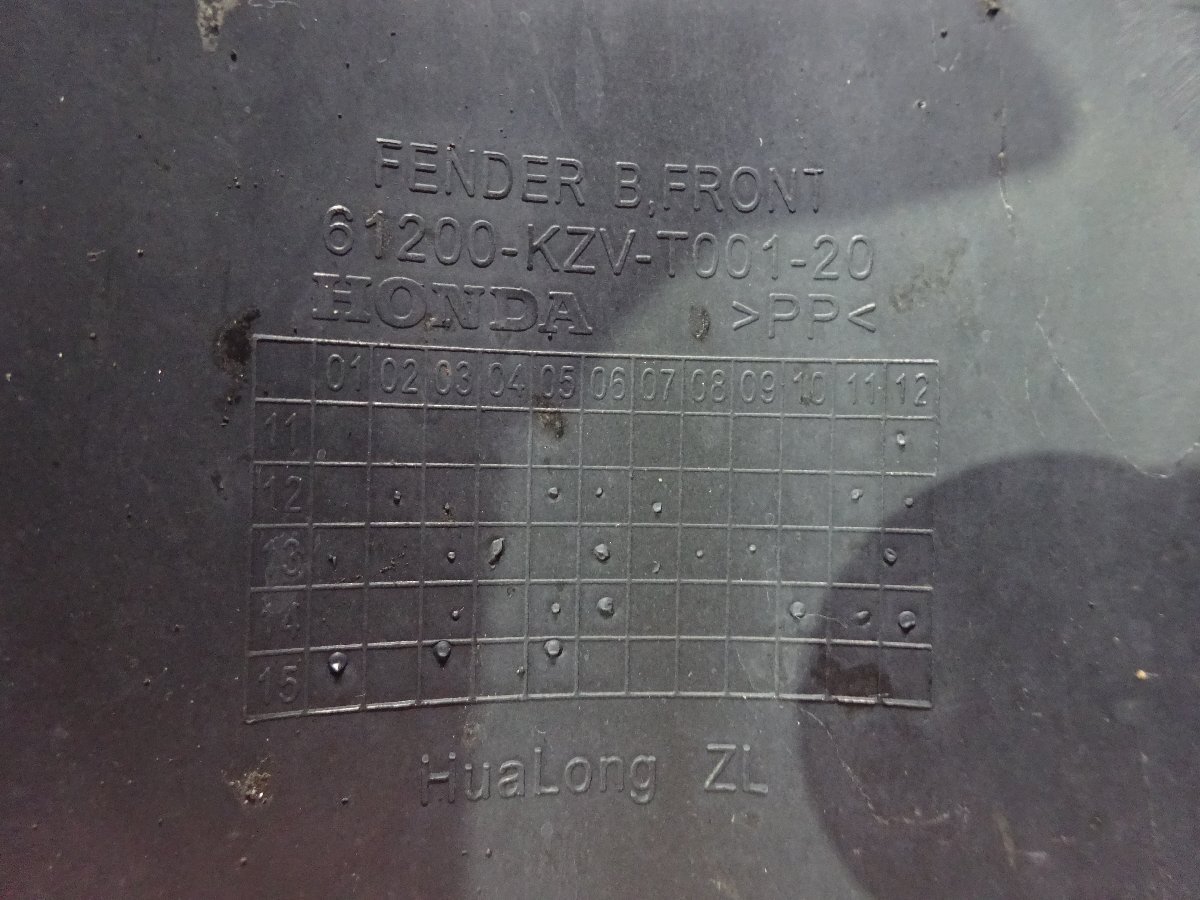 FENDER B,FRONT
61200-KZV-T001-20
HONDA >PP<
01 02 03 04 05 06 07 08 09 10 11 12
11
12
13
14
15
HuaLong ZL